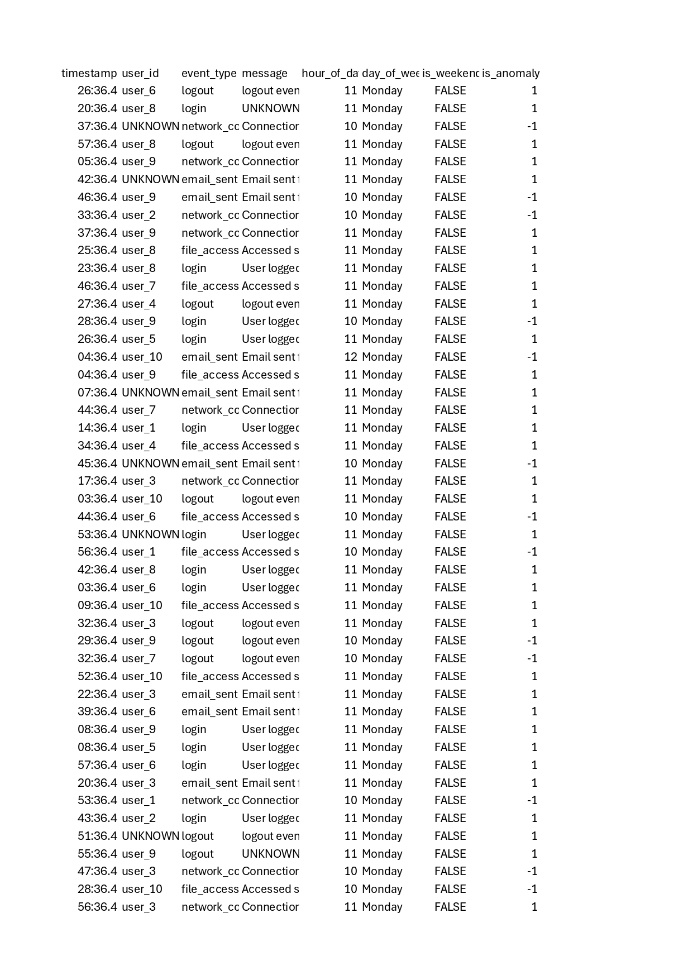 timestamp user_id event_type message hour_of_da day_of_wee is_weekend is_anomaly
26:36.4 user_6 logout logout even 11 Monday FALSE 1
20:36.4 user_8 login UNKNOWN 11 Monday FALSE 1
37:36.4 UNKNOWN network_cc Connection 10 Monday FALSE -1
57:36.4 user_8 logout logout even 11 Monday FALSE 1
05:36.4 user_9 network_cc Connection 11 Monday FALSE 1
42:36.4 UNKNOWN email_sent Email sent 11 Monday FALSE 1
46:36.4 user_9 email_sent Email sent 10 Monday FALSE -1
33:36.4 user_2 network_cc Connection 10 Monday FALSE -1
37:36.4 user_9 network_cc Connection 11 Monday FALSE 1
25:36.4 user_8 file_access Accessed s 11 Monday FALSE 1
23:36.4 user_8 login User logged 11 Monday FALSE 1
46:36.4 user_7 file_access Accessed s 11 Monday FALSE 1
27:36.4 user_4 logout logout even 11 Monday FALSE 1
28:36.4 user_9 login User logged 10 Monday FALSE -1
26:36.4 user_5 login User logged 11 Monday FALSE 1
04:36.4 user_10 email_sent Email sent 12 Monday FALSE -1
04:36.4 user_9 file_access Accessed s 11 Monday FALSE 1
07:36.4 UNKNOWN email_sent Email sent 11 Monday FALSE 1
44:36.4 user_7 network_cc Connection 11 Monday FALSE 1
14:36.4 user_1 login User logged 11 Monday FALSE 1
34:36.4 user_4 file_access Accessed s 11 Monday FALSE 1
45:36.4 UNKNOWN email_sent Email sent 10 Monday FALSE -1
17:36.4 user_3 network_cc Connection 11 Monday FALSE 1
03:36.4 user_10 logout logout even 11 Monday FALSE 1
44:36.4 user_6 file_access Accessed s 10 Monday FALSE -1
53:36.4 UNKNOWN login User logged 11 Monday FALSE 1
56:36.4 user_1 file_access Accessed s 10 Monday FALSE -1
42:36.4 user_8 login User logged 11 Monday FALSE 1
03:36.4 user_6 login User logged 11 Monday FALSE 1
09:36.4 user_10 file_access Accessed s 11 Monday FALSE 1
32:36.4 user_3 logout logout even 11 Monday FALSE 1
29:36.4 user_9 logout logout even 10 Monday FALSE -1
32:36.4 user_7 logout logout even 10 Monday FALSE -1
52:36.4 user_10 file_access Accessed s 11 Monday FALSE 1
22:36.4 user_3 email_sent Email sent 11 Monday FALSE 1
39:36.4 user_6 email_sent Email sent 11 Monday FALSE 1
08:36.4 user_9 login User logged 11 Monday FALSE 1
08:36.4 user_5 login User logged 11 Monday FALSE 1
57:36.4 user_6 login User logged 11 Monday FALSE 1
20:36.4 user_3 email_sent Email sent 11 Monday FALSE 1
53:36.4 user_1 network_cc Connection 10 Monday FALSE -1
43:36.4 user_2 login User logged 11 Monday FALSE 1
51:36.4 UNKNOWN logout logout even 11 Monday FALSE 1
55:36.4 user_9 logout UNKNOWN 11 Monday FALSE 1
47:36.4 user_3 network_cc Connection 10 Monday FALSE -1
28:36.4 user_10 file_access Accessed s 10 Monday FALSE -1
56:36.4 user_3 network_cc Connection 11 Monday FALSE 1